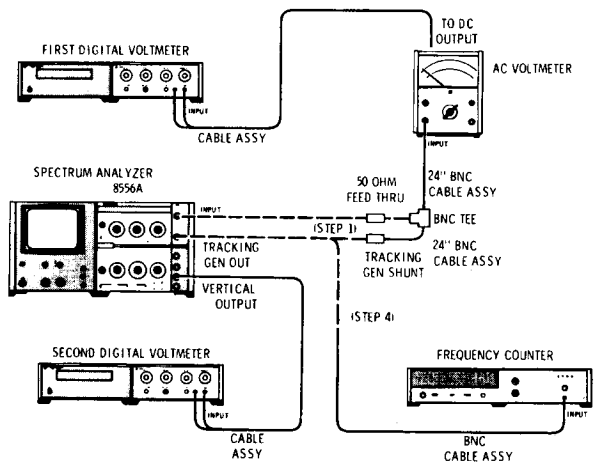 TO DC
OUTPUT
FIRST DIGITAL VOLTMETER
AC VOLTMETER
INPUT
CABLE ASSY
INPUT
SPECTRUM ANALYZER
8556A
50 OHM
FEED THRU
24" BNC
CABLE ASSY
INPUT
BNC TEE
(STEP 1)
TRACKING
GEN OUT
TRACKING
GEN SHUNT
24" BNC
CABLE ASSY
VERTICAL
OUTPUT
(STEP 4)
SECOND DIGITAL VOLTMETER
FREQUENCY COUNTER
INPUT
INPUT
CABLE
ASSY
BNC
CABLE ASSY